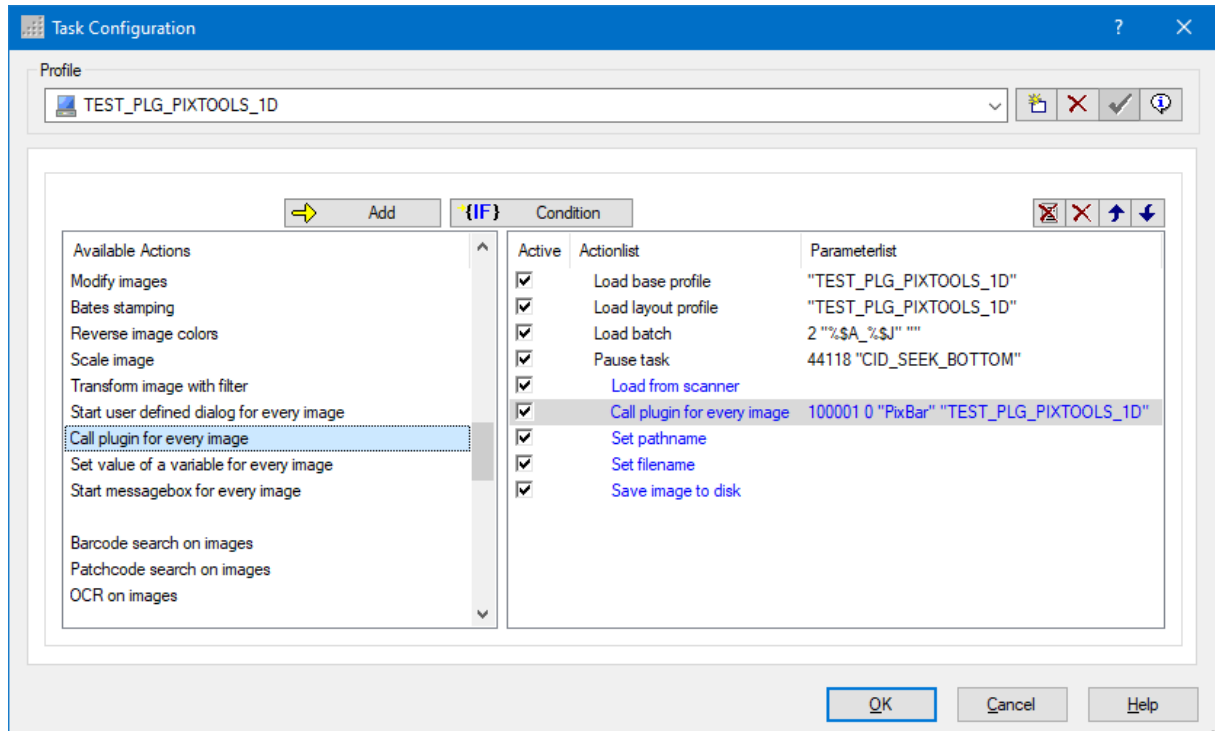 Task Configuration
Profile
TEST_PLG_PIXTOOLS_1D
Add
{IF} Condition
Available Actions
Modify images
Bates stamping
Reverse image colors
Scale image
Transform image with filter
Start user defined dialog for every image
Call plugin for every image
Set value of a variable for every image
Start messagebox for every image
Barcode search on images
Patchcode search on images
OCR on images
Active Actionlist Parameterlist
Load base profile "TEST_PLG_PIXTOOLS_1D"
Load layout profile "TEST_PLG_PIXTOOLS_1D"
Load batch 2 "%$A_%$J" ""
Pause task 44118 "CID_SEEK_BOTTOM"
Load from scanner
Call plugin for every image 100001 0 "PixBar" "TEST_PLG_PIXTOOLS_1D"
Set pathname
Set filename
Save image to disk
OK Cancel Help